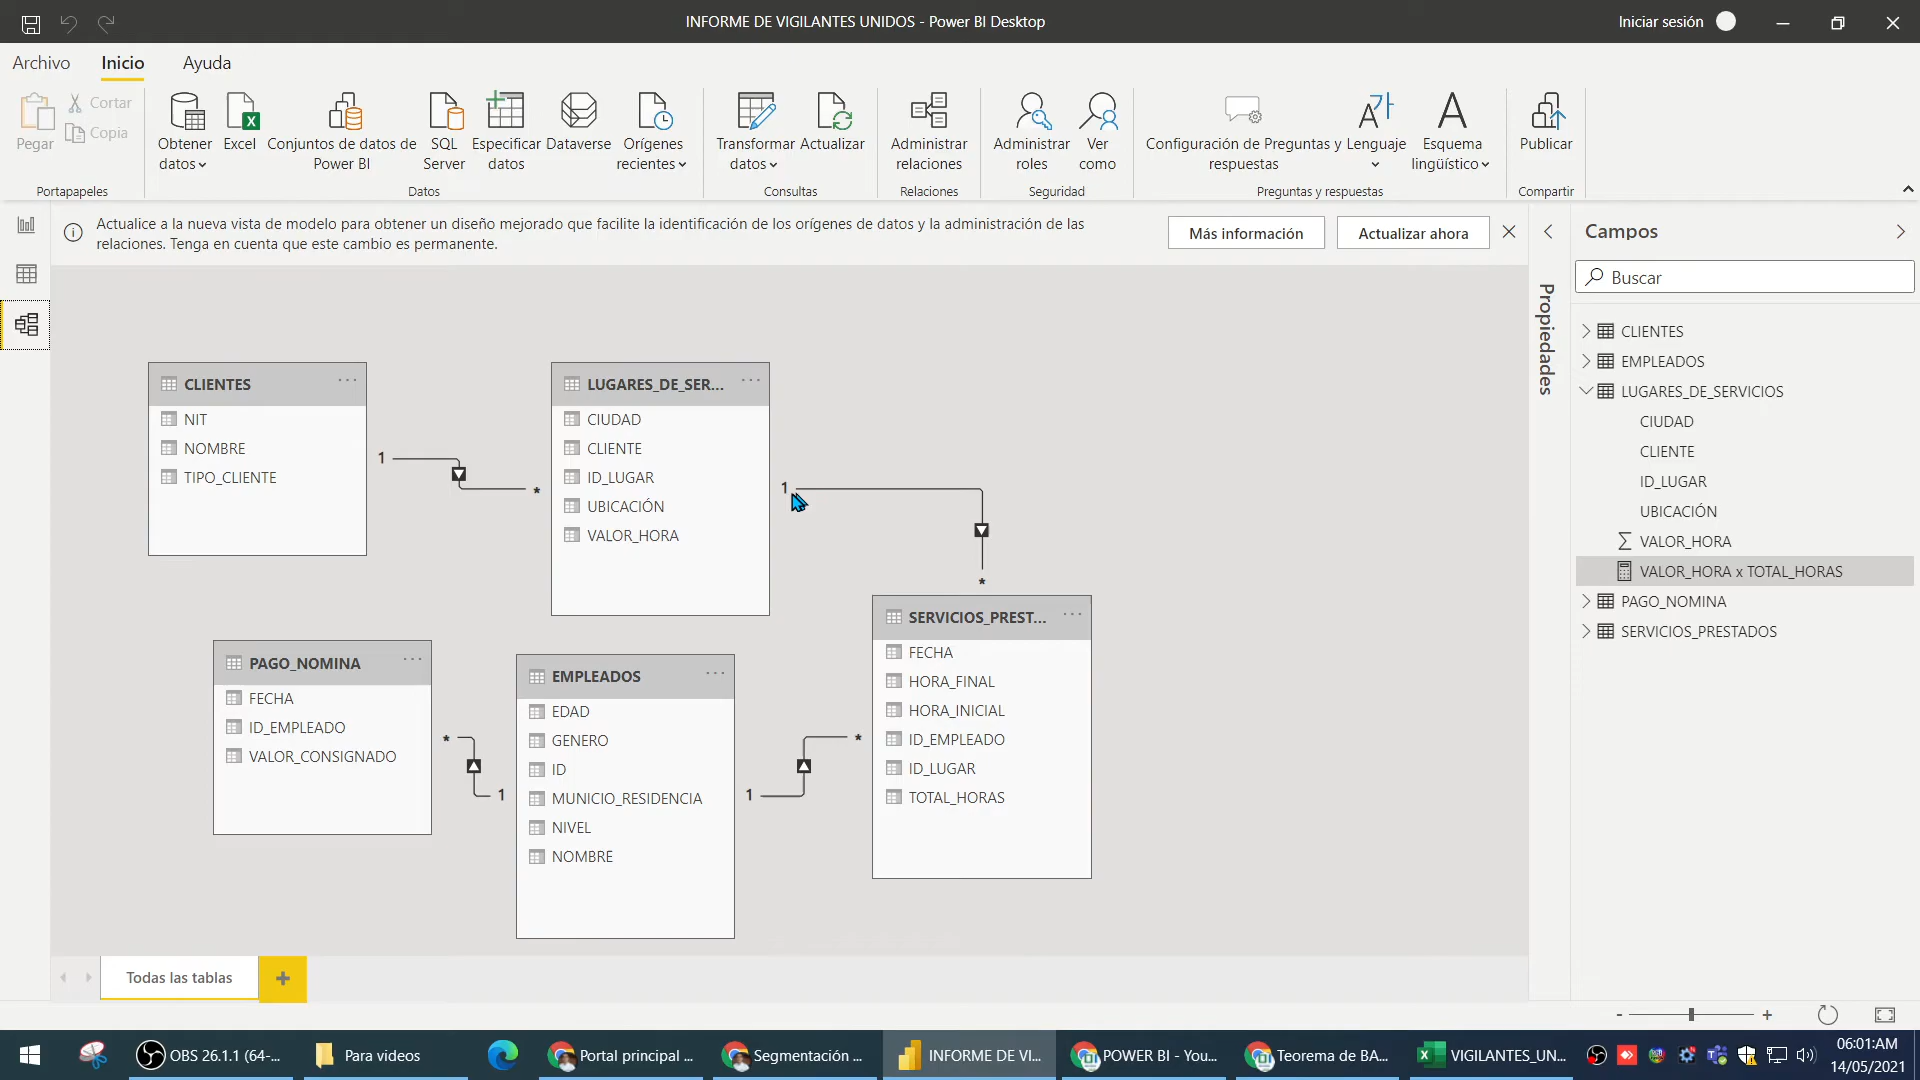 INFORME DE VIGILANTES UNIDOS - Power BI Desktop
Iniciar sesión
Archivo
Inicio
Ayuda
Pegar
Cortar
Copia
Portapapeles
Obtener
datos
Excel
Conjuntos de datos de
Power BI
SQL
Server
Especificar
datos
Dataverse
Orígenes
recientes
Datos
Transformar
datos
Actualizar
Consultas
Administrar
relaciones
Relaciones
Administrar
roles
Ver
como
Seguridad
Configuración de Preguntas y
respuestas
Lenguaje
Esquema
lingüístico
Preguntas y respuestas
Publicar
Compartir
Actualice a la nueva vista de modelo para obtener un diseño mejorado que facilite la identificación de los orígenes de datos y la administración de las
relaciones. Tenga en cuenta que este cambio es permanente.
Más información
Actualizar ahora
CLIENTES
NIT
NOMBRE
TIPO_CLIENTE
1
*
LUGARES_DE_SER...
CIUDAD
CLIENTE
ID_LUGAR
UBICACIÓN
VALOR_HORA
1
*
SERVICIOS_PREST...
FECHA
HORA_FINAL
HORA_INICIAL
ID_EMPLEADO
ID_LUGAR
TOTAL_HORAS
PAGO_NOMINA
FECHA
ID_EMPLEADO
VALOR_CONSIGNADO
*
1
EMPLEADOS
EDAD
GENERO
ID
MUNICIO_RESIDENCIA
NIVEL
NOMBRE
1
*
Propiedades
Campos
Buscar
CLIENTES
EMPLEADOS
LUGARES_DE_SERVICIOS
CIUDAD
CLIENTE
ID_LUGAR
UBICACIÓN
VALOR_HORA
VALOR_HORA x TOTAL_HORAS
PAGO_NOMINA
SERVICIOS_PRESTADOS
Todas las tablas
OBS 26.1.1 (64-...
Para videos
Portal principal ...
Segmentación ...
INFORME DE VI...
POWER BI - You...
Teorema de BA...
VIGILANTES_UN...
06:01AM
14/05/2021